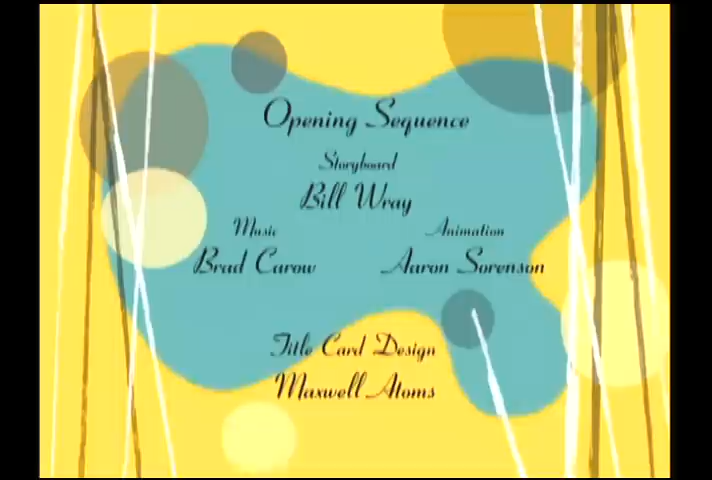 Opening Sequence
Storyboard
Bill Wray
Music Animation
Brad Carow Aaron Sorenson
Title Card Design
Maxwell Atoms